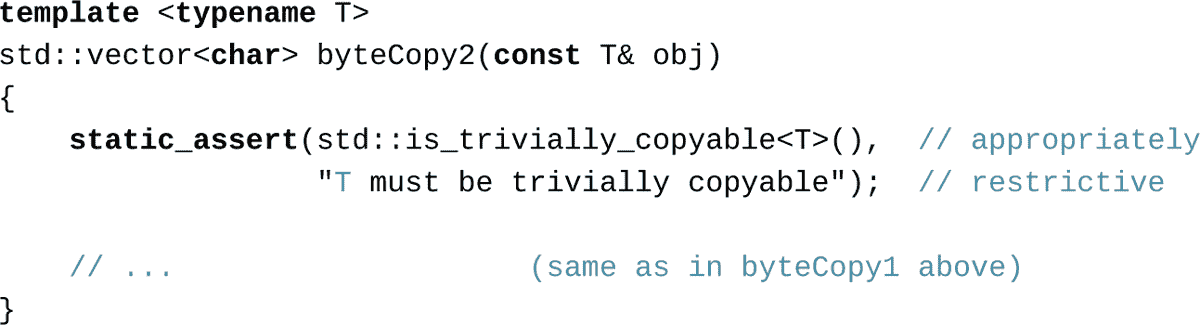 template <typename T>
std::vector<char> byteCopy2(const T& obj)
{
    static_assert(std::is_trivially_copyable<T>(),  // appropriately
                  "T must be trivially copyable");  // restrictive
    // ...                    (same as in byteCopy1 above)
}